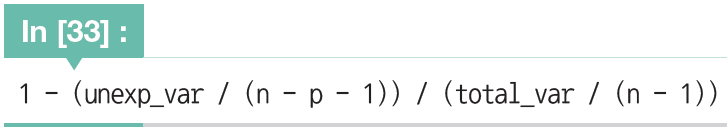 In [33] :
1 - (unexp_var / (n - p - 1)) / (total_var / (n - 1))